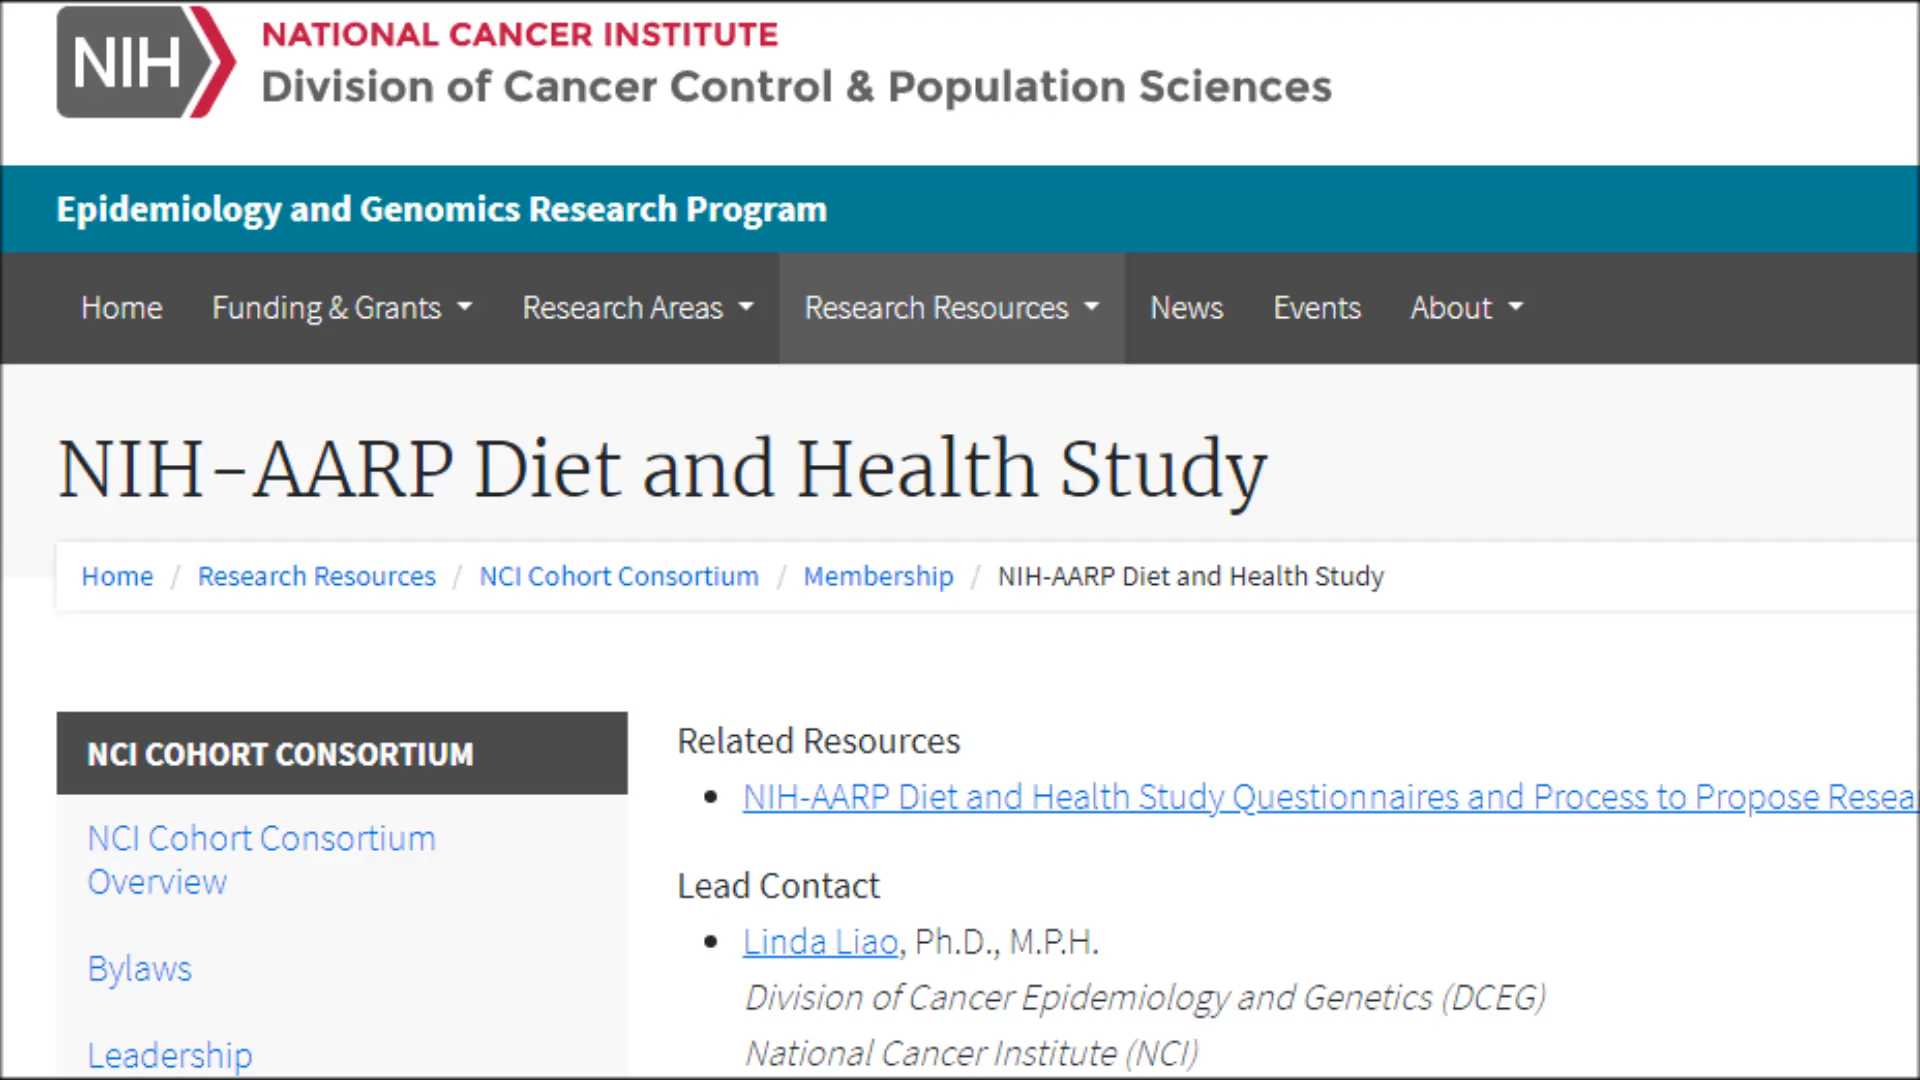 NIH
NATIONAL CANCER INSTITUTE
Division of Cancer Control & Population Sciences
Epidemiology and Genomics Research Program
Home Funding & Grants Research Areas Research Resources News Events About
NIH-AARP Diet and Health Study
Home / Research Resources / NCI Cohort Consortium / Membership / NIH-AARP Diet and Health Study
NCI COHORT CONSORTIUM
NCI Cohort Consortium
Overview
Bylaws
Leadership
Related Resources
• NIH-AARP Diet and Health Study Questionnaires and Process to Propose
Lead Contact
• Linda Liao, Ph.D., M.P.H.
Division of Cancer Epidemiology and Genetics (DCEG)
National Cancer Institute (NCI)